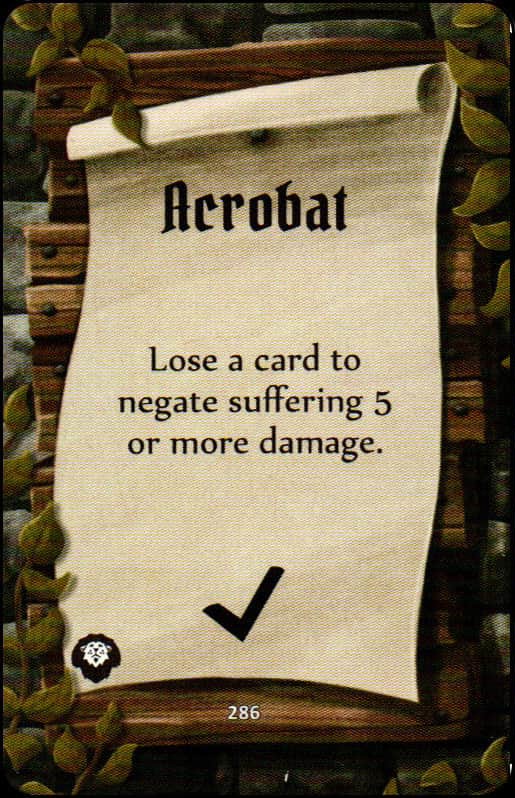 Acrobat
Lose a card to
negate suffering 5
or more damage.
286